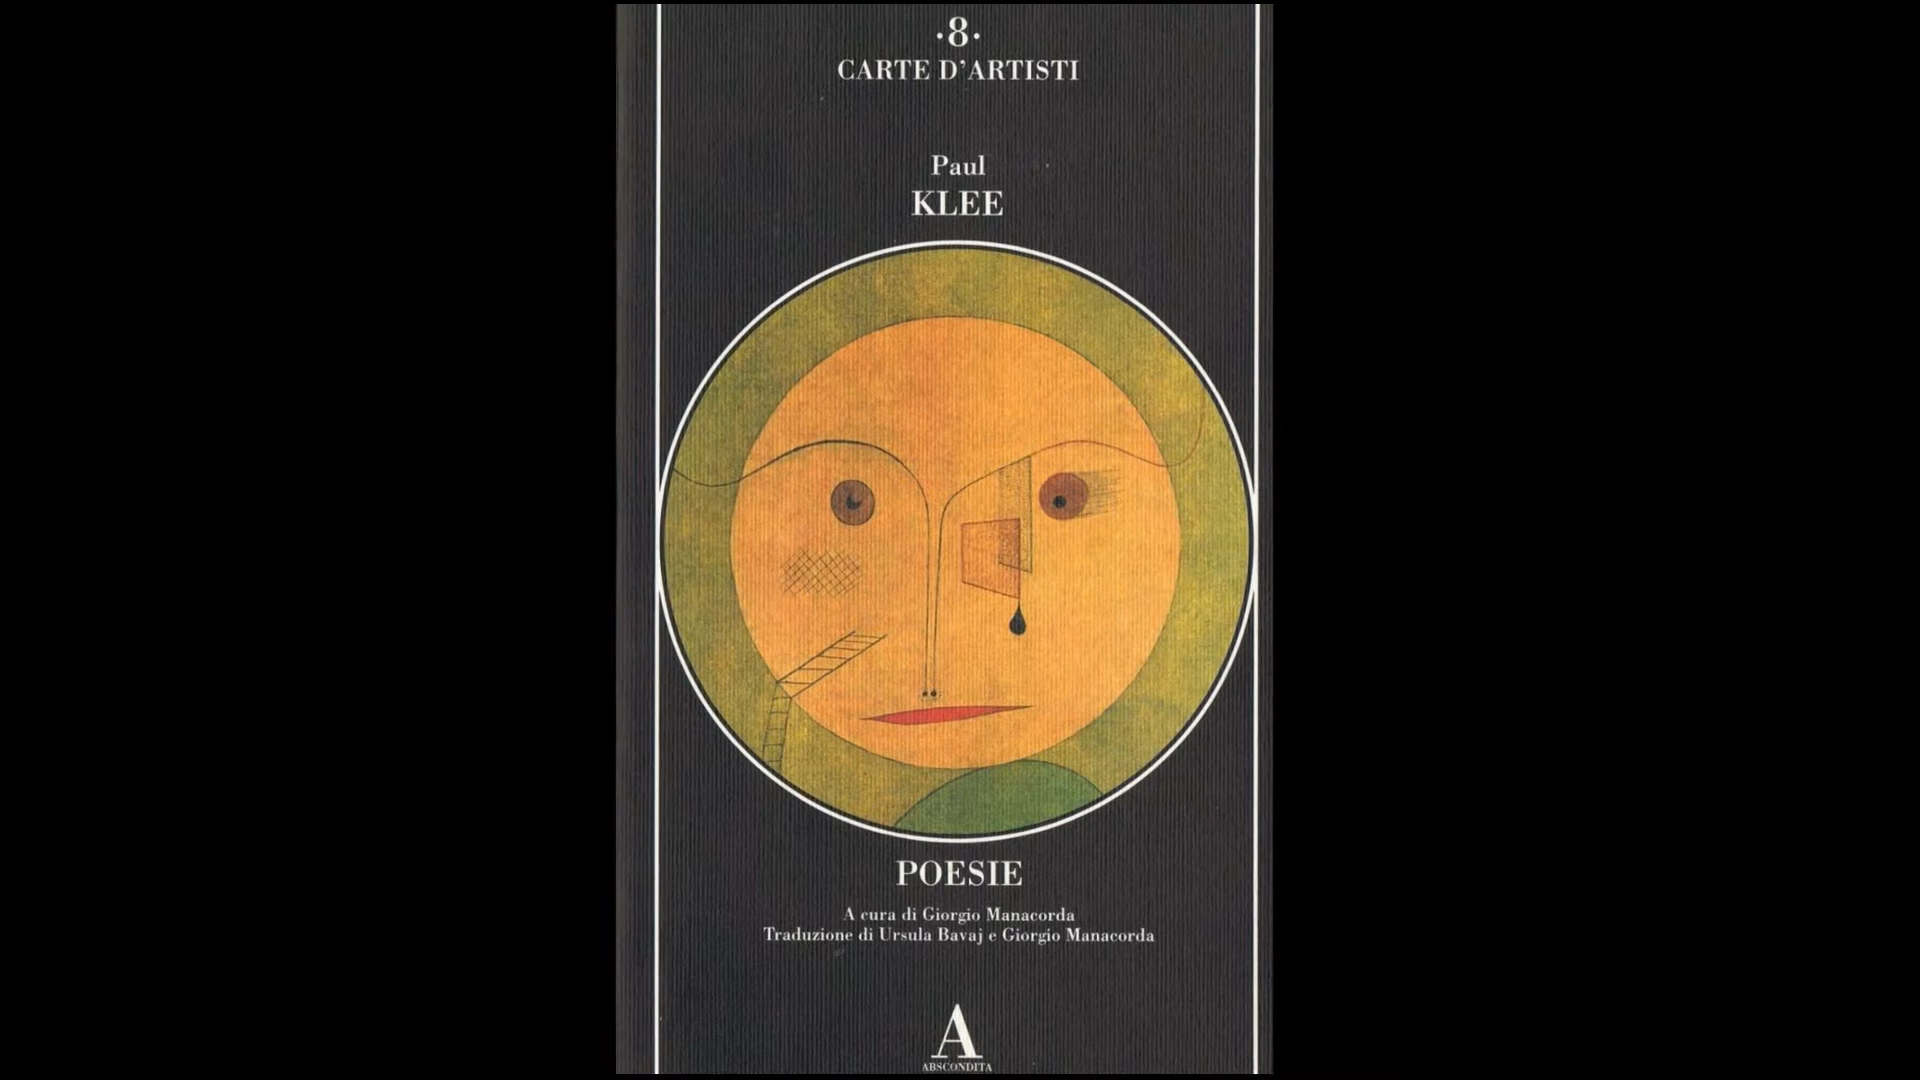 ·8·
CARTE D'ARTISTI
Paul
KLEE
POESIE
A cura di Giorgio Manacorda
Traduzione di Ursula Bavaj e Giorgio Manacorda
A
ABSCONDITA